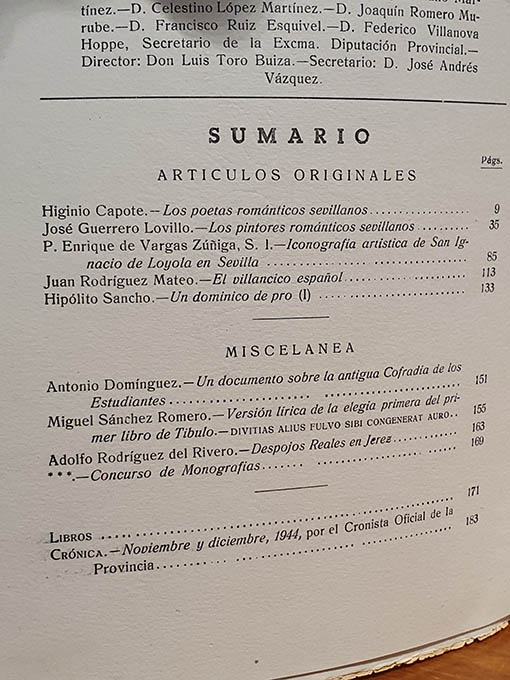 tínez.—D. Celestino López Martínez.—D. Joaquín Romero Mu-
rube.—D. Francisco Ruiz Esquivel.—D. Federico Villanova
Hoppe, Secretario de la Excma. Diputación Provincial.—
Director: Don Luis Toro Buiza.—Secretario: D. José Andrés
Vázquez.
SUMARIO
Págs.
ARTICULOS ORIGINALES
Higinio Capote.—Los poetas románticos sevillanos 9
José Guerrero Lovillo.—Los pintores románticos sevillanos 35
P. Enrique de Vargas Zúñiga, S. I.—Iconografía artística de San Ig-
nacio de Loyola en Sevilla 85
Juan Rodríguez Mateo.—El villancico español 113
Hipólito Sancho.—Un dominico de pro (I) 133
MISCELANEA
Antonio Domínguez.—Un documento sobre la antigua Cofradía de los
Estudiantes 151
Miguel Sánchez Romero.—Versión lírica de la elegía primera del pri-
mer libro de Tibulo.—DIVITIAS ALIUS FULVO SIBI CONGENERAT AURO 155
Adolfo Rodríguez del Rivero.—Despojos Reales en Jerez 163
***.—Concurso de Monografías 169
LIBROS 171
CRÓNICA.—Noviembre y diciembre, 1944, por el Cronista Oficial de la
Provincia 183